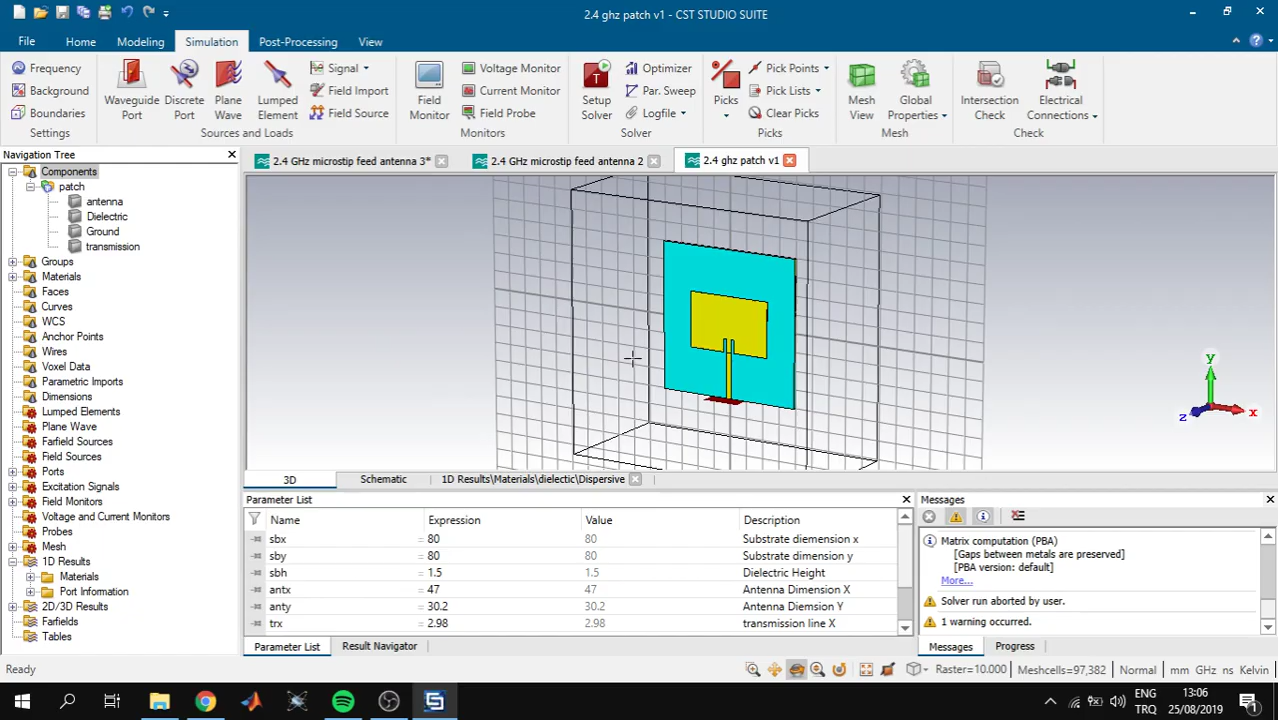 2.4 ghz patch v1 - CST STUDIO SUITE
File Home Modeling Simulation Post-Processing View
Frequency
Background
Boundaries
Settings
Waveguide Port
Discrete Port
Plane Wave
Lumped Element
Signal
Field Import
Field Source
Sources and Loads
Field Monitor
Voltage Monitor
Current Monitor
Field Probe
Monitors
Setup Solver
Optimizer
Par. Sweep
Logfile
Solver
Picks
Pick Points
Pick Lists
Clear Picks
Picks
Mesh View
Global Properties
Mesh
Intersection Check
Electrical Connections
Check
Navigation Tree
2.4 GHz microstip feed antenna 3*
2.4 GHz microstip feed antenna 2
2.4 ghz patch v1
Components
patch
antenna
Dielectric
Ground
transmission
Groups
Materials
Faces
Curves
WCS
Anchor Points
Wires
Voxel Data
Parametric Imports
Dimensions
Lumped Elements
Plane Wave
Farfield Sources
Field Sources
Ports
Excitation Signals
Field Monitors
Voltage and Current Monitors
Probes
Mesh
1D Results
Materials
Port Information
2D/3D Results
Farfields
Tables
y
x
z
3D Schematic 1D Results\Materials\dielectic\Dispersive
Parameter List
Name Expression Value Description
sbx = 80 80 Substrate diemension x
sby = 80 80 Substrate dimension y
sbh = 1.5 1.5 Dielectric Height
antx = 47 47 Antenna Dimension X
anty = 30.2 30.2 Antenna Diemsion Y
trx = 2.98 2.98 transmission line X
Parameter List Result Navigator
Messages
Matrix computation (PBA)
[Gaps between metals are preserved]
[PBA version: default]
More...
Solver run aborted by user.
1 warning occurred.
Messages Progress
Ready
Raster=10.000 Meshcells=97,382 Normal mm GHz ns Kelvin
ENG
TRQ
13:06
25/08/2019
1